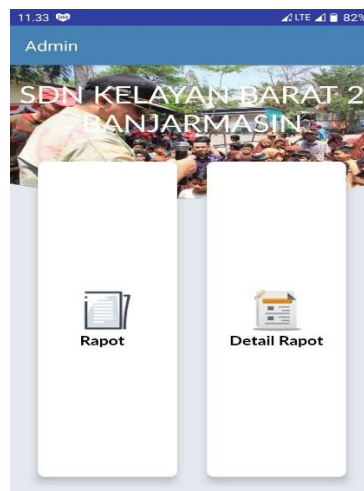 11.33 LTE 82%
Admin
SDN KELAYAN BARAT 2
BANJARMASIN
Rapot
Detail Rapot